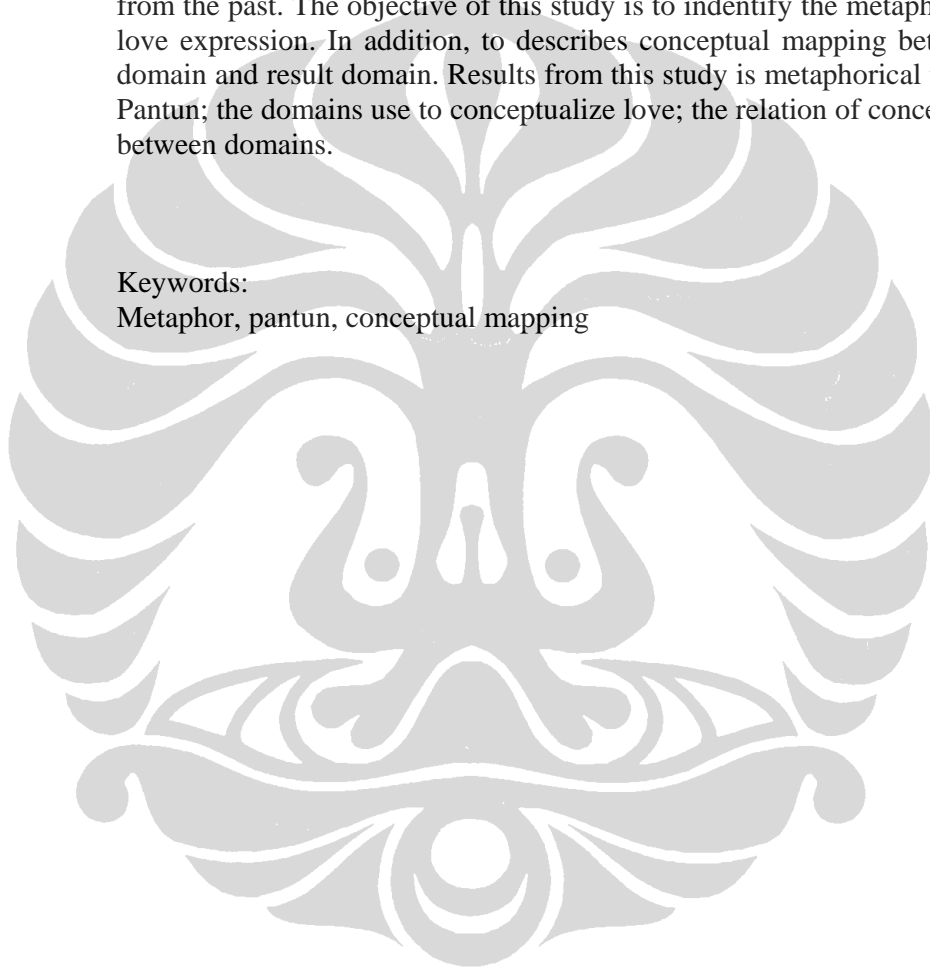 from the past. The objective of this study is to indentify the metaph
love expression. In addition, to describes conceptual mapping bet
domain and result domain. Results from this study is metaphorical
Pantun; the domains use to conceptualize love; the relation of conce
between domains.
Keywords:
Metaphor, pantun, conceptual mapping